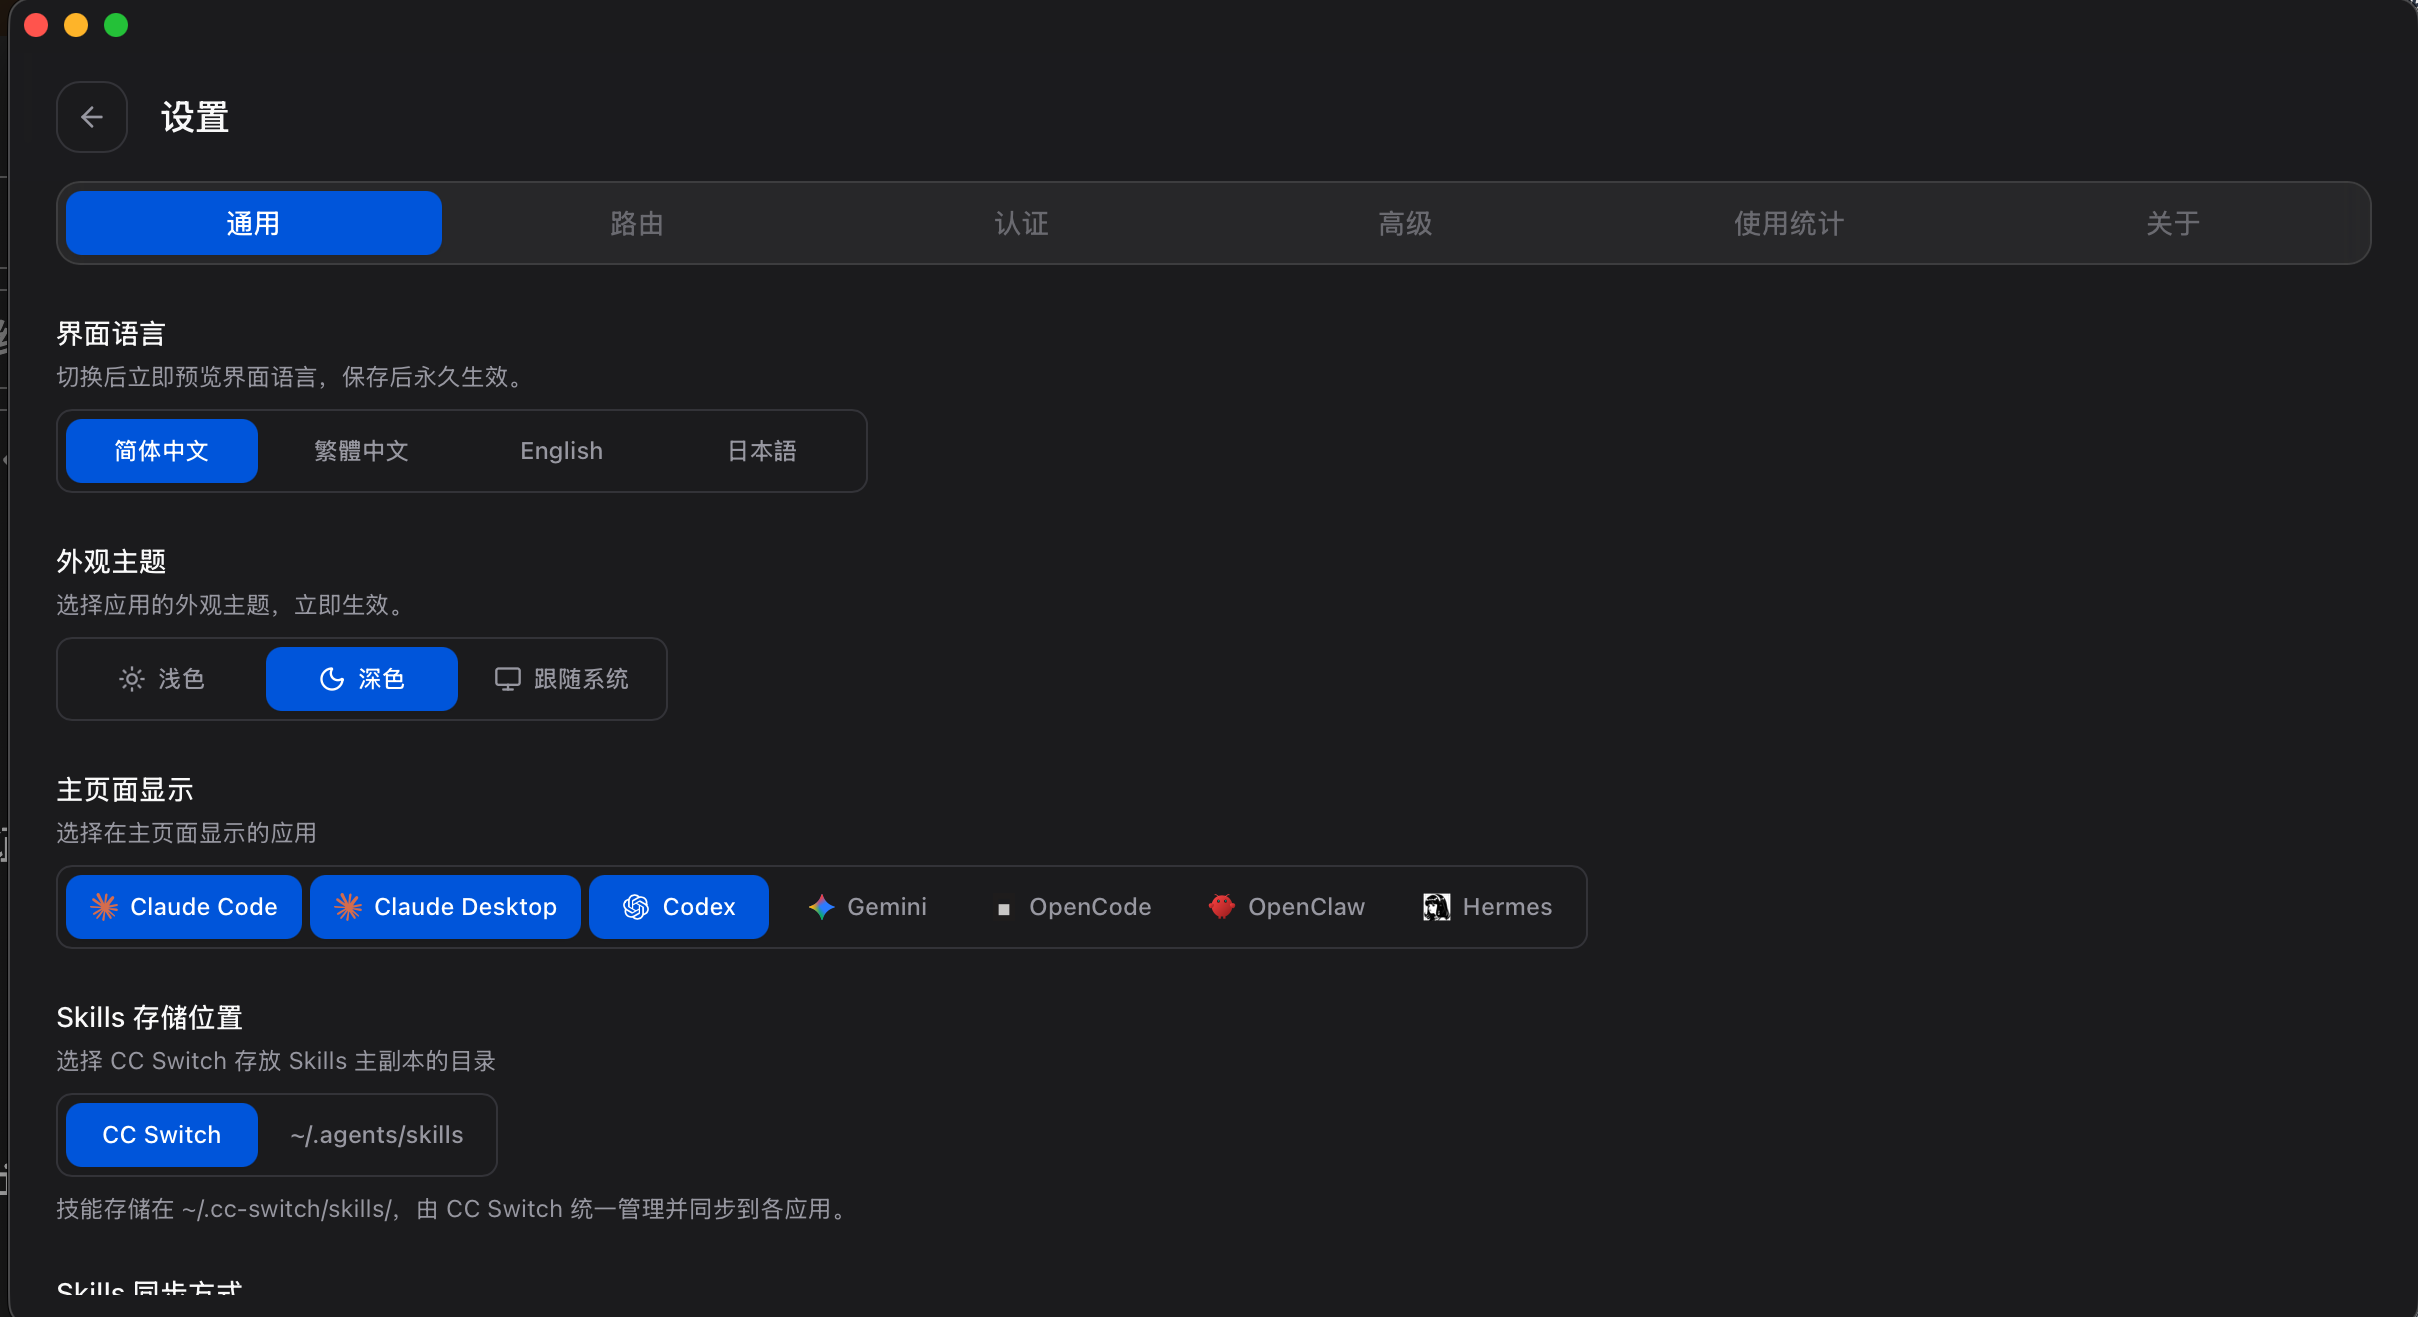 设置
通用
路由
认证
高级
使用统计
关于
界面语言
切换后立即预览界面语言，保存后永久生效。
简体中文
繁體中文
English
日本語
外观主题
选择应用的外观主题，立即生效。
浅色
深色
跟随系统
主页面显示
选择在主页面显示的应用
Claude Code
Claude Desktop
Codex
Gemini
OpenCode
OpenClaw
Hermes
Skills 存储位置
选择 CC Switch 存放 Skills 主副本的目录
CC Switch
~/.agents/skills
技能存储在 ~/.cc-switch/skills/，由 CC Switch 统一管理并同步到各应用。
Skills 同步方式